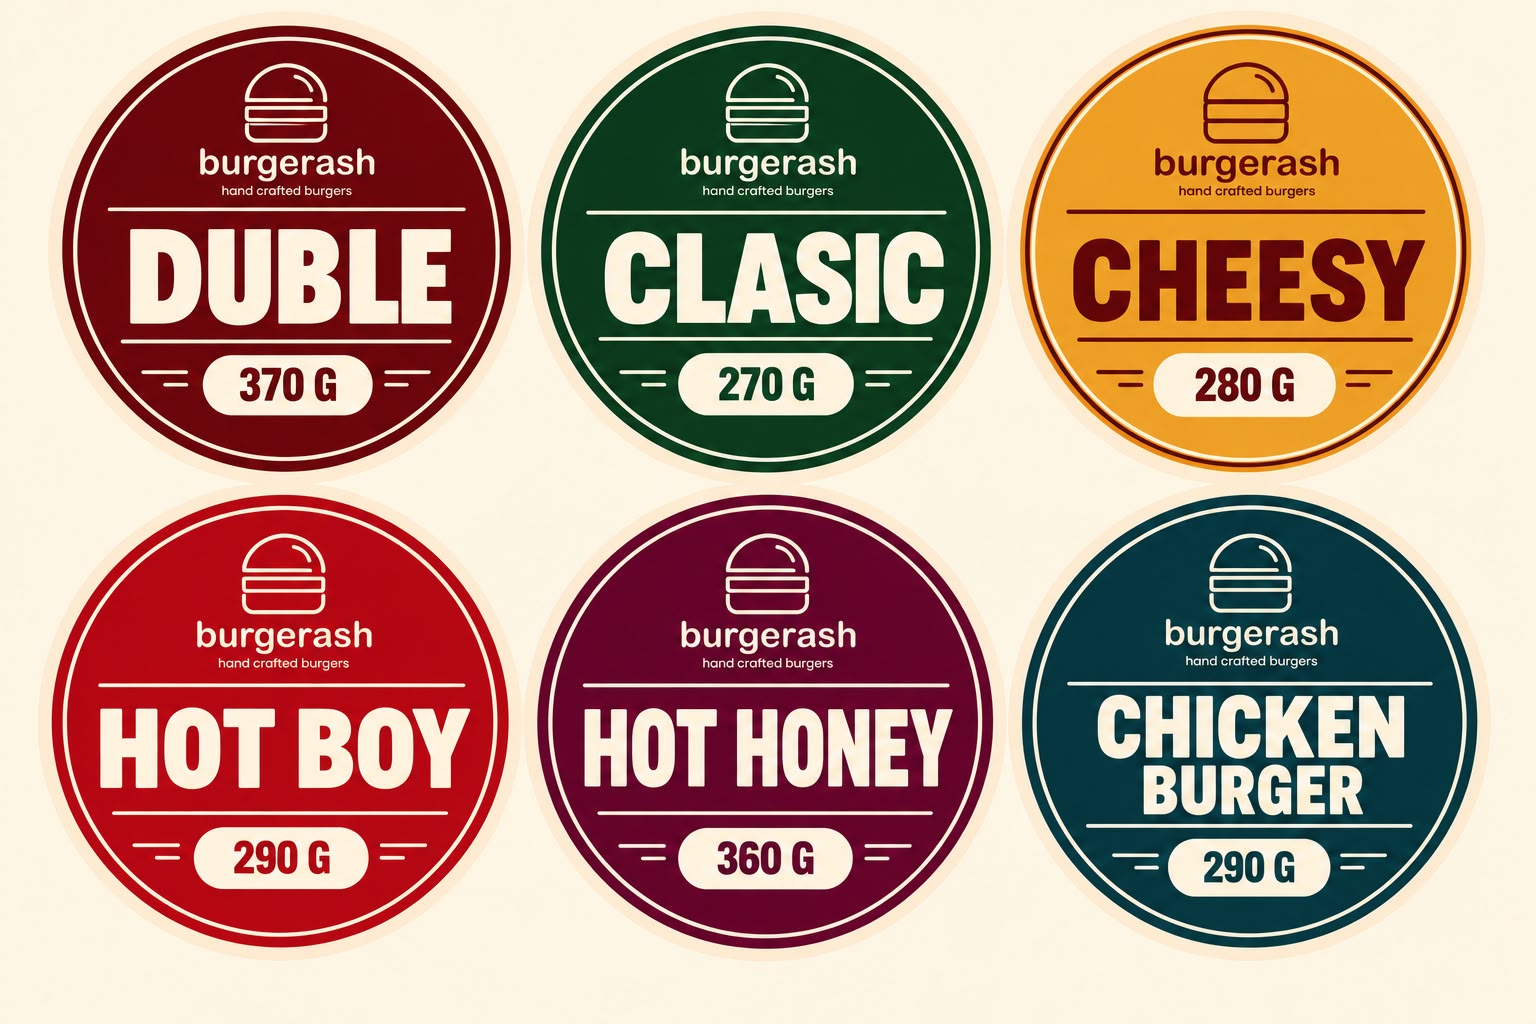 burgerash
hand crafted burgers
DUBLE
370 G
burgerash
hand crafted burgers
CLASIC
270 G
burgerash
hand crafted burgers
CHEESY
280 G
burgerash
hand crafted burgers
HOT BOY
290 G
burgerash
hand crafted burgers
HOT HONEY
360 G
burgerash
hand crafted burgers
CHICKEN
BURGER
290 G